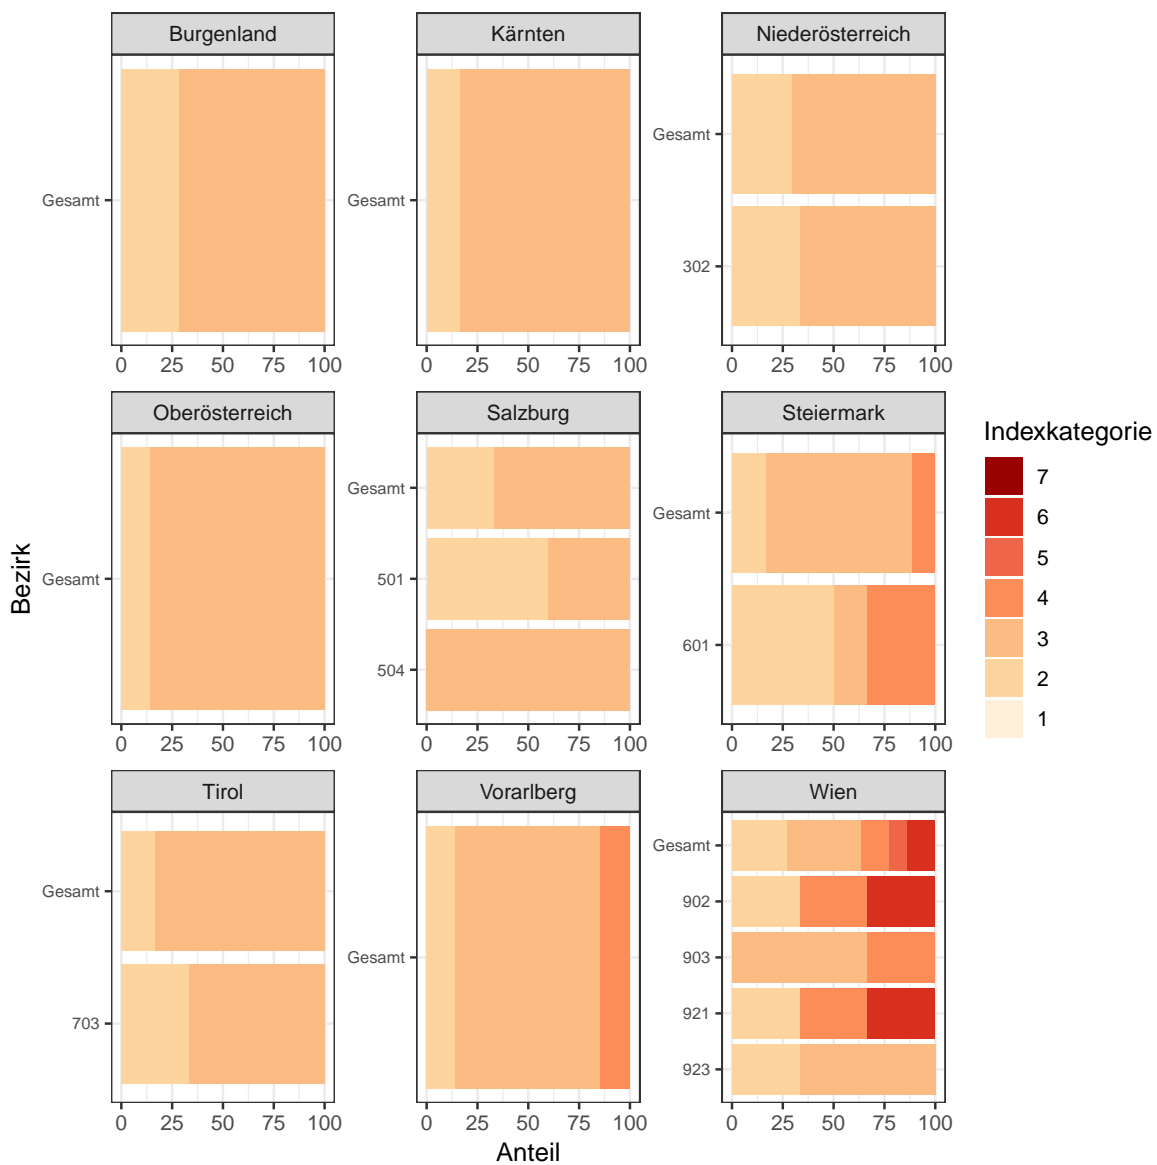 Burgenland
Kärnten
Niederösterreich
Gesamt
0 25 50 75 100
Gesamt
0 25 50 75 100
Gesamt
302
0 25 50 75 100
Oberösterreich
Salzburg
Steiermark
Gesamt
0 25 50 75 100
Gesamt
501
504
0 25 50 75 100
Gesamt
601
0 25 50 75 100
Tirol
Vorarlberg
Wien
Gesamt
703
0 25 50 75 100
Gesamt
0 25 50 75 100
Gesamt
902
903
921
923
0 25 50 75 100
Bezirk
Anteil
Indexkategorie
7
6
5
4
3
2
1